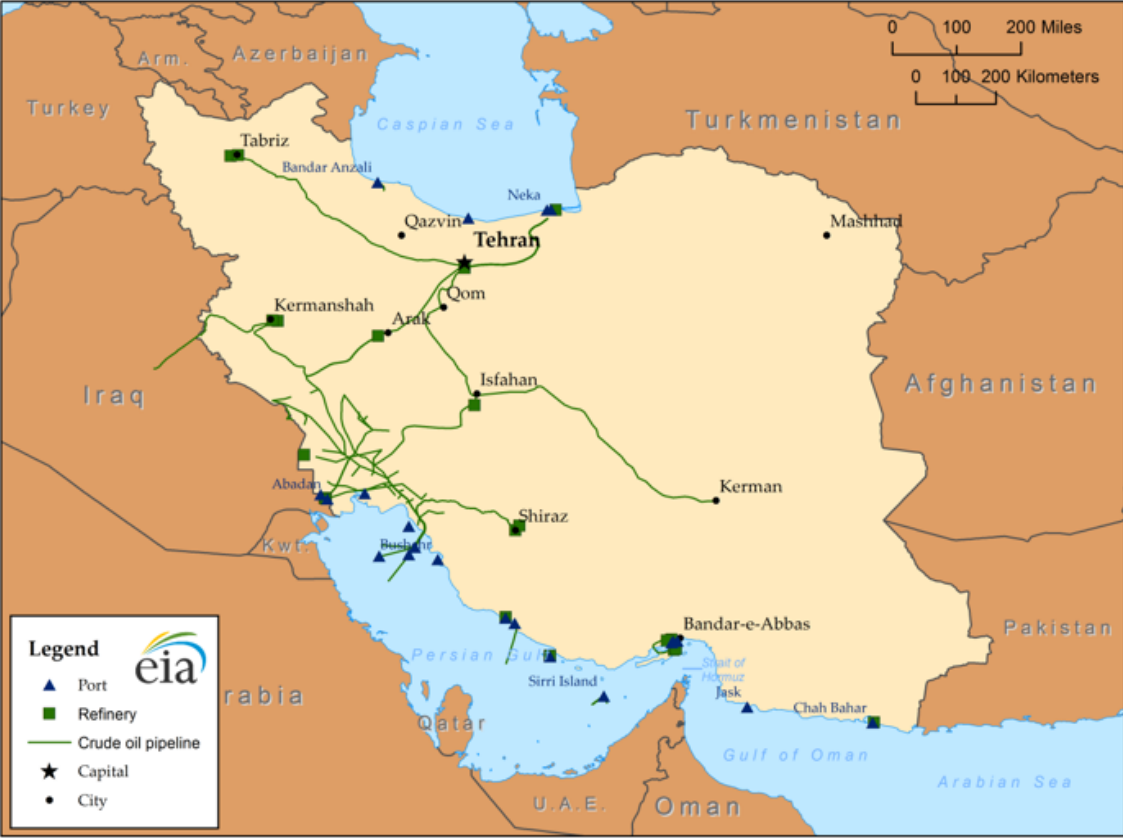 0 100 200 Miles
0 100 200 Kilometers
Arm.
Azerbaijan
Turkey
Caspian Sea
Turkmenistan
Tabriz
Bandar Anzali
Neka
Qazvin
Mashhad
Tehran
Qom
Kermanshah
Arak
Iraq
Isfahan
Afghanistan
Abadan
Kerman
Shiraz
Kwt.
Bushehr
Bandar-e-Abbas
Pakistan
Persian Gulf
Strait of
Hormuz
Sirri Island
Jask
Chah Bahar
rabia
Qatar
Gulf of Oman
Arabian Sea
U.A.E.
Oman
Legend
eia
Port
Refinery
Crude oil pipeline
Capital
City